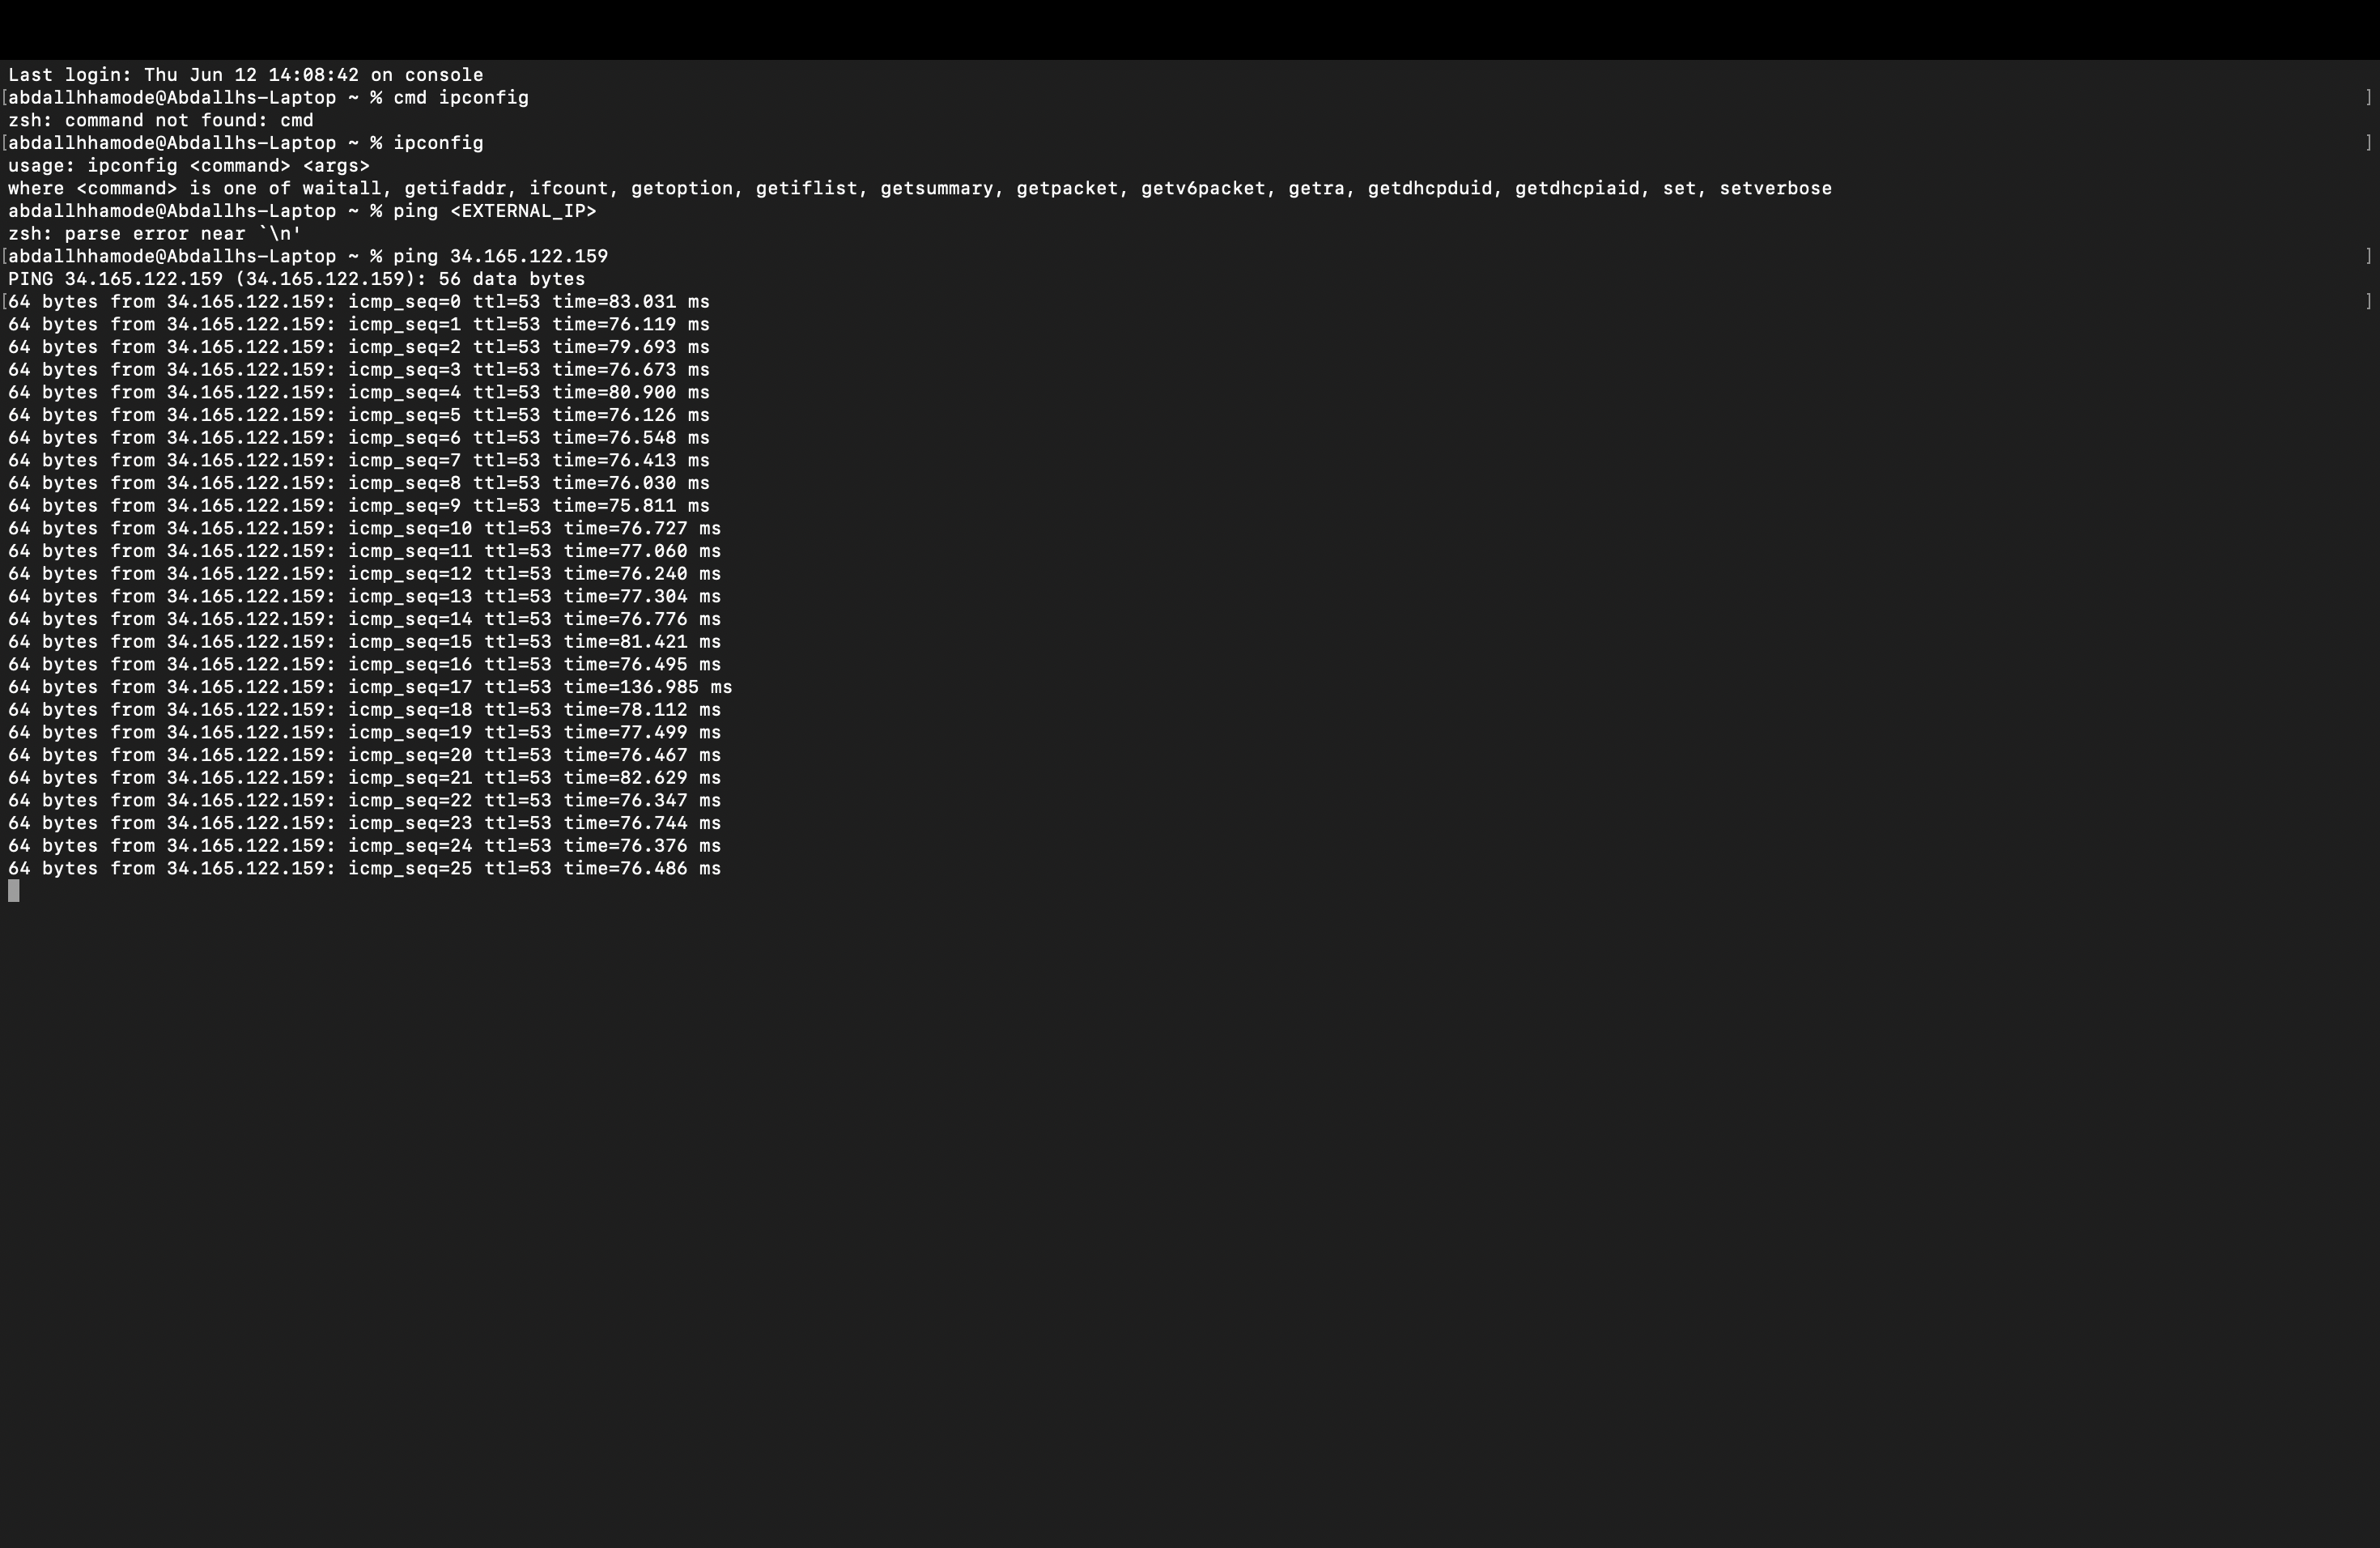 Last login: Thu Jun 12 14:08:42 on console
[abdallhhamode@Abdallhs-Laptop ~ % cmd ipconfig ]
zsh: command not found: cmd
[abdallhhamode@Abdallhs-Laptop ~ % ipconfig ]
usage: ipconfig <command> <args>
where <command> is one of waitall, getifaddr, ifcount, getoption, getiflist, getsummary, getpacket, getv6packet, getra, getdhcpduid, getdhcpiaid, set, setverbose
abdallhhamode@Abdallhs-Laptop ~ % ping <EXTERNAL_IP>
zsh: parse error near `\n'
[abdallhhamode@Abdallhs-Laptop ~ % ping 34.165.122.159 ]
PING 34.165.122.159 (34.165.122.159): 56 data bytes
[64 bytes from 34.165.122.159: icmp_seq=0 ttl=53 time=83.031 ms ]
64 bytes from 34.165.122.159: icmp_seq=1 ttl=53 time=76.119 ms
64 bytes from 34.165.122.159: icmp_seq=2 ttl=53 time=79.693 ms
64 bytes from 34.165.122.159: icmp_seq=3 ttl=53 time=76.673 ms
64 bytes from 34.165.122.159: icmp_seq=4 ttl=53 time=80.900 ms
64 bytes from 34.165.122.159: icmp_seq=5 ttl=53 time=76.126 ms
64 bytes from 34.165.122.159: icmp_seq=6 ttl=53 time=76.548 ms
64 bytes from 34.165.122.159: icmp_seq=7 ttl=53 time=76.413 ms
64 bytes from 34.165.122.159: icmp_seq=8 ttl=53 time=76.030 ms
64 bytes from 34.165.122.159: icmp_seq=9 ttl=53 time=75.811 ms
64 bytes from 34.165.122.159: icmp_seq=10 ttl=53 time=76.727 ms
64 bytes from 34.165.122.159: icmp_seq=11 ttl=53 time=77.060 ms
64 bytes from 34.165.122.159: icmp_seq=12 ttl=53 time=76.240 ms
64 bytes from 34.165.122.159: icmp_seq=13 ttl=53 time=77.304 ms
64 bytes from 34.165.122.159: icmp_seq=14 ttl=53 time=76.776 ms
64 bytes from 34.165.122.159: icmp_seq=15 ttl=53 time=81.421 ms
64 bytes from 34.165.122.159: icmp_seq=16 ttl=53 time=76.495 ms
64 bytes from 34.165.122.159: icmp_seq=17 ttl=53 time=136.985 ms
64 bytes from 34.165.122.159: icmp_seq=18 ttl=53 time=78.112 ms
64 bytes from 34.165.122.159: icmp_seq=19 ttl=53 time=77.499 ms
64 bytes from 34.165.122.159: icmp_seq=20 ttl=53 time=76.467 ms
64 bytes from 34.165.122.159: icmp_seq=21 ttl=53 time=82.629 ms
64 bytes from 34.165.122.159: icmp_seq=22 ttl=53 time=76.347 ms
64 bytes from 34.165.122.159: icmp_seq=23 ttl=53 time=76.744 ms
64 bytes from 34.165.122.159: icmp_seq=24 ttl=53 time=76.376 ms
64 bytes from 34.165.122.159: icmp_seq=25 ttl=53 time=76.486 ms